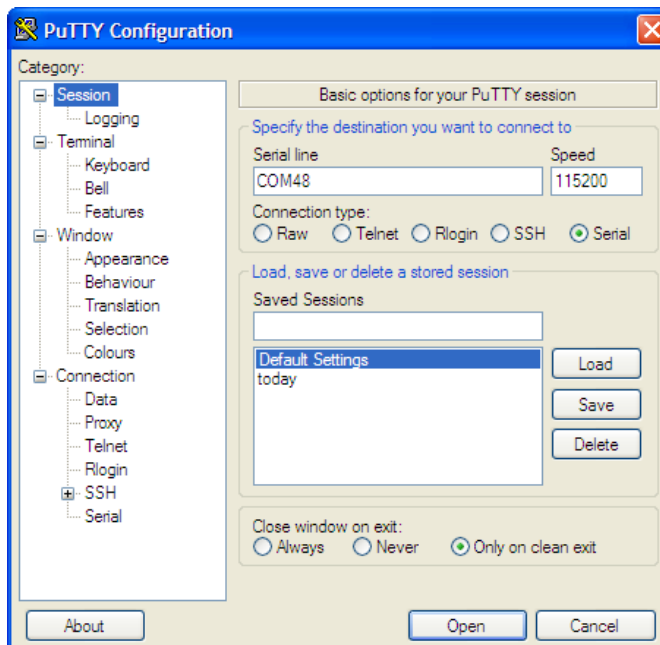 PuTTY Configuration
Category:
Session
Logging
Terminal
Keyboard
Bell
Features
Window
Appearance
Behaviour
Translation
Selection
Colours
Connection
Data
Proxy
Telnet
Rlogin
SSH
Serial
Basic options for your PuTTY session
Specify the destination you want to connect to
Serial line Speed
COM48 115200
Connection type:
Raw Telnet Rlogin SSH Serial
Load, save or delete a stored session
Saved Sessions
Default Settings
today
Load
Save
Delete
Close window on exit:
Always Never Only on clean exit
About Open Cancel